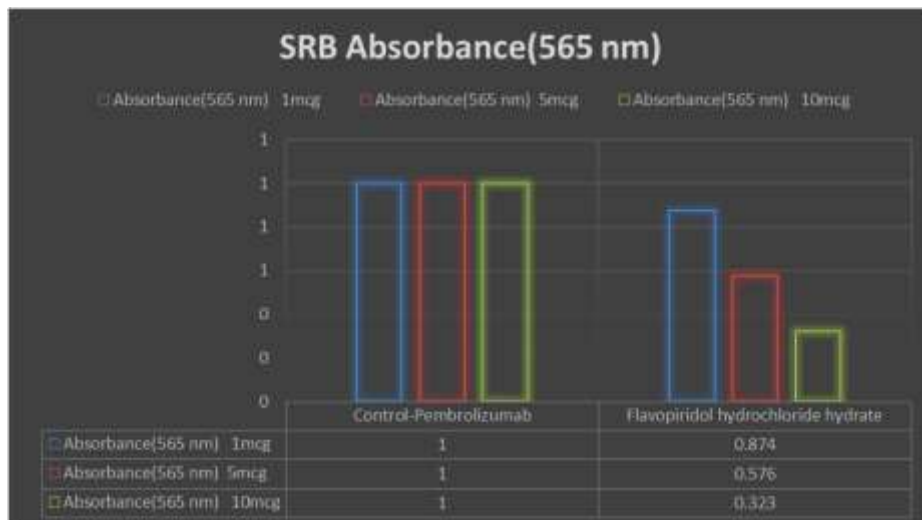 SRB Absorbance(565 nm)
Absorbance(565 nm) 1mcg Absorbance(565 nm) 5mcg Absorbance(565 nm) 10mcg
1
1
1
1
0
0
0
Control-Pembrolizumab Flavopiridol hydrochloride hydrate
Absorbance(565 nm) 1mcg 1 0.874
Absorbance(565 nm) 5mcg 1 0.576
Absorbance(565 nm) 10mcg 1 0.323